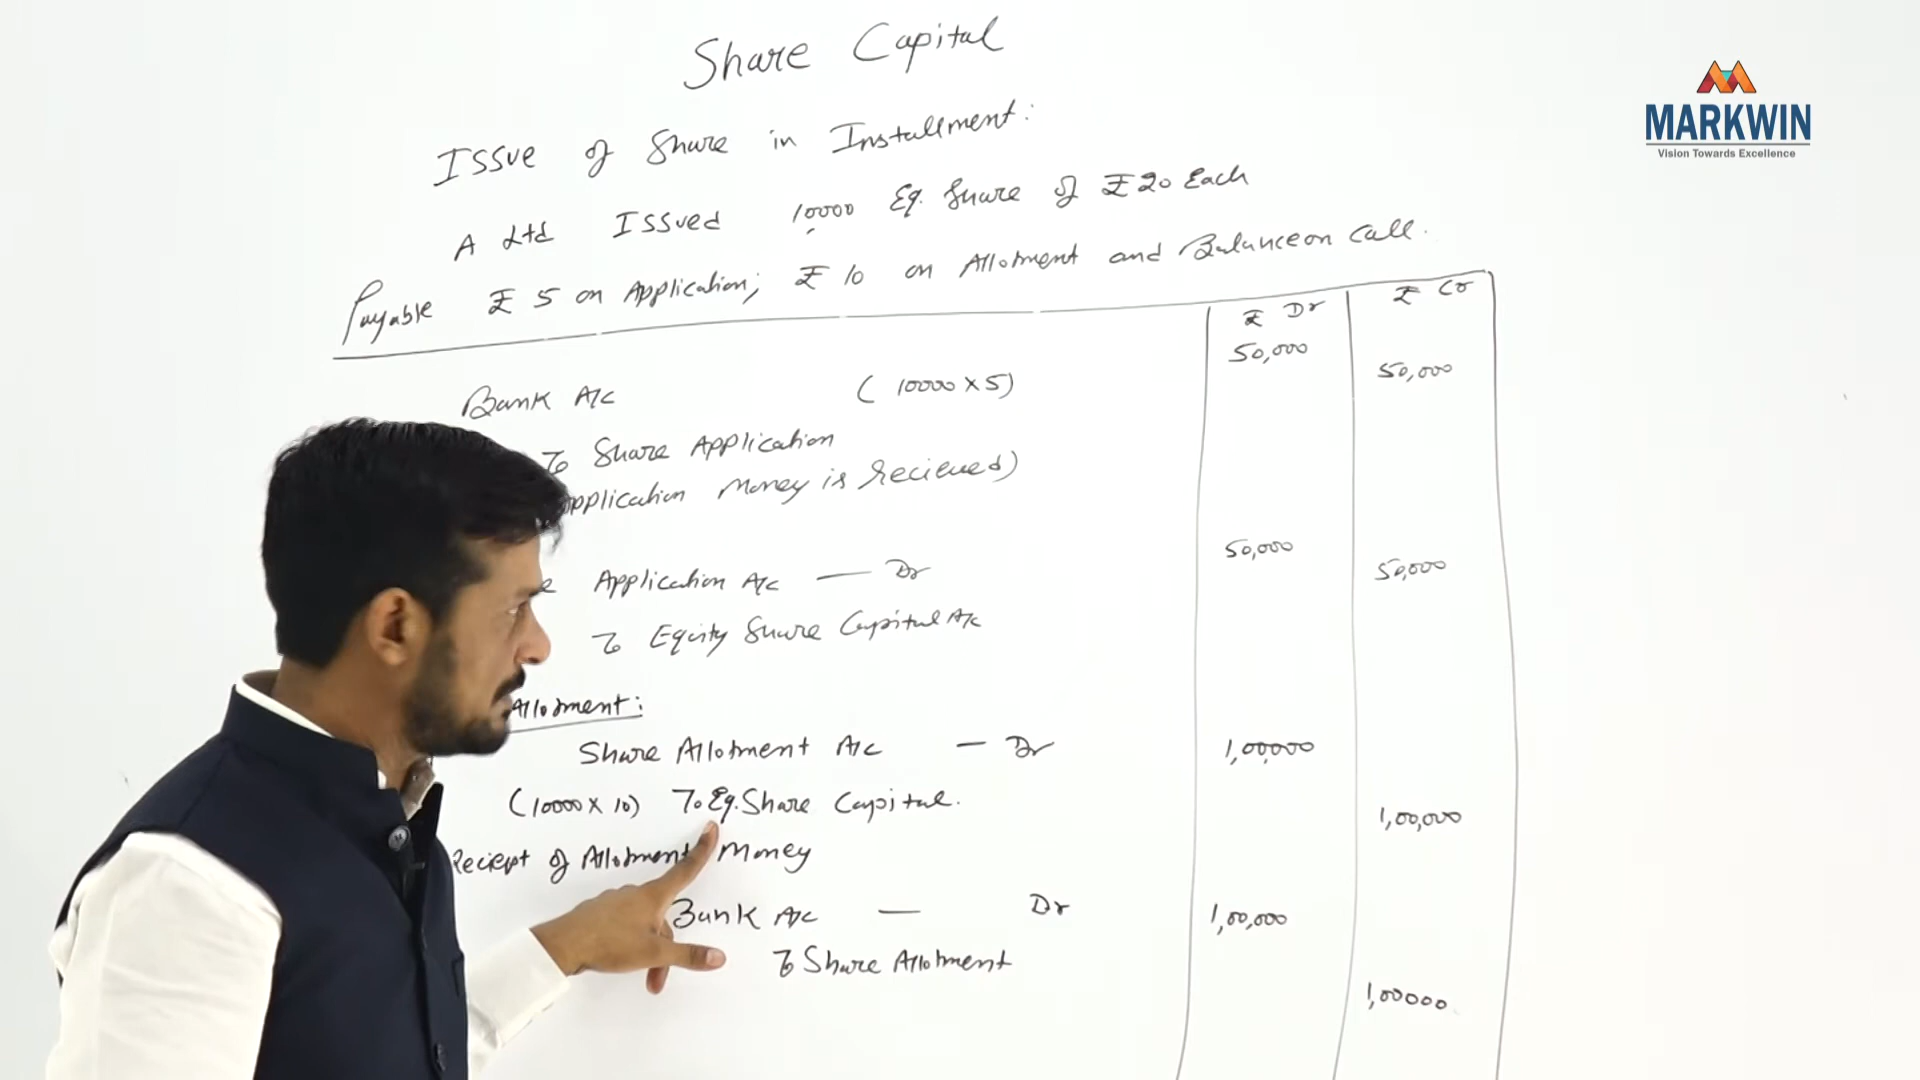 Share Capital
MARKWIN
Vision Towards Excellence
Issue of Share in Installment:
A Ltd Issued 10,000 Eq. Share of ₹20 Each
Payable ₹ 5 on Application; ₹ 10 on Allotment and Balance on Call.
₹ Dr ₹ Cr
Bank A/c (10000 x 5) 50,000
To Share Application 50,000
application Money is Recieved)
Application A/c — Dr 50,000
To Equity Share Capital A/c 50,000
Allotment:
Share Allotment A/c — Dr 1,00,000
(10000 x 10) To Eq. Share Capital. 1,00,000
Reciept of Allotment Money
Bank A/c — Dr 1,00,000
To Share Allotment 1,00000